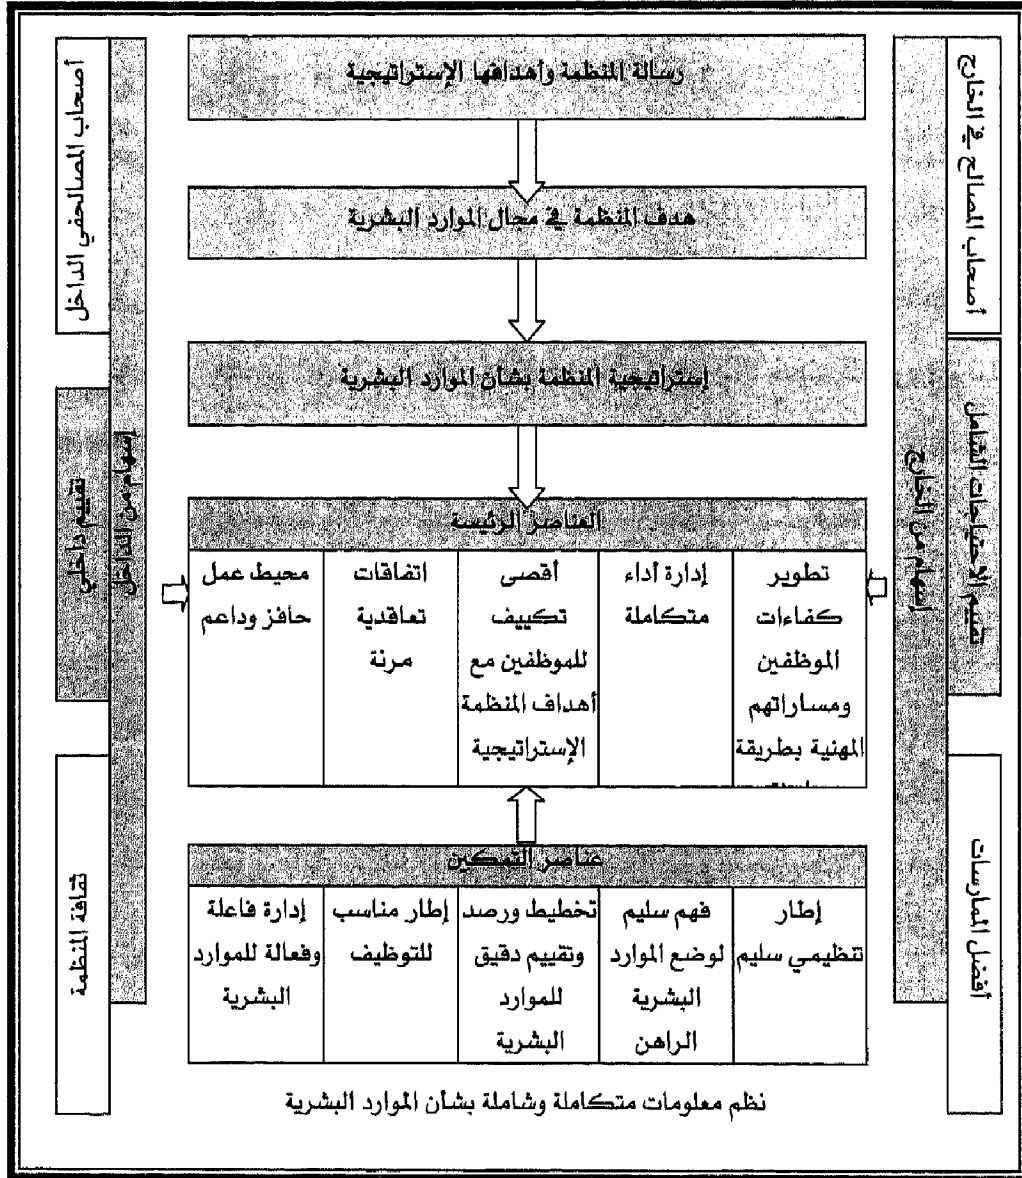 رسالة المنظمة وأهدافها الإستراتيجية
هدف المنظمة في مجال الموارد البشرية
إستراتيجية المنظمة بشأن الموارد البشرية
أصحاب المصالح في الخارج
تقييم الاحتياجات الشامل
أفضل الممارسات
إسهام من الخارج
العناصر الرئيسة
تطوير
كفاءات
الموظفين
ومساراتهم
المهنية بطريقة
إدارة أداء
متكاملة
أقصى
تكييف
للموظفين مع
أهداف المنظمة
الإستراتيجية
اتفاقات
تعاقدية
مرنة
محيط عمل
حافز وداعم
عناصر التمكين
إطار
تنظيمي سليم
فهم سليم
لوضع الموارد
البشرية
الراهن
تخطيط ورصد
وتقييم دقيق
للموارد
البشرية
إطار مناسب
للتوظيف
إدارة فاعلة
وفعالة للموارد
البشرية
إسهام من الداخل
أصحاب المصالحفي الداخل
تقييم داخلي
ثقافة المنظمة
نظم معلومات متكاملة وشاملة بشأن الموارد البشرية